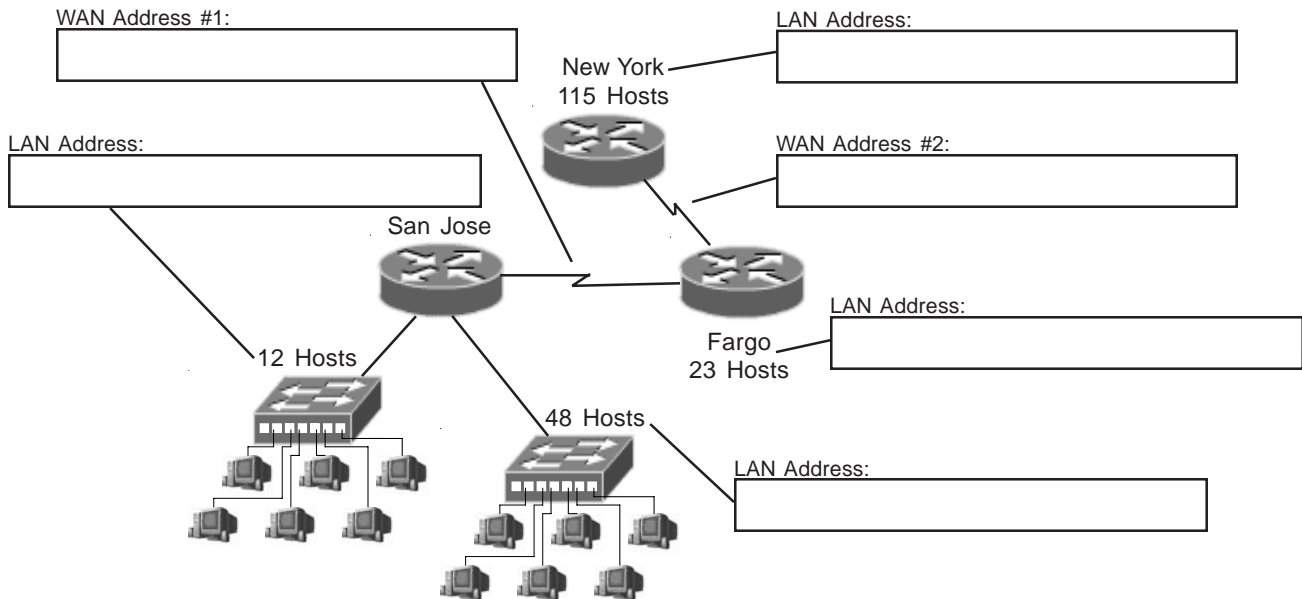 WAN Address #1:
LAN Address:
New York
115 Hosts
LAN Address:
WAN Address #2:
San Jose
LAN Address:
Fargo
23 Hosts
12 Hosts
48 Hosts
LAN Address: